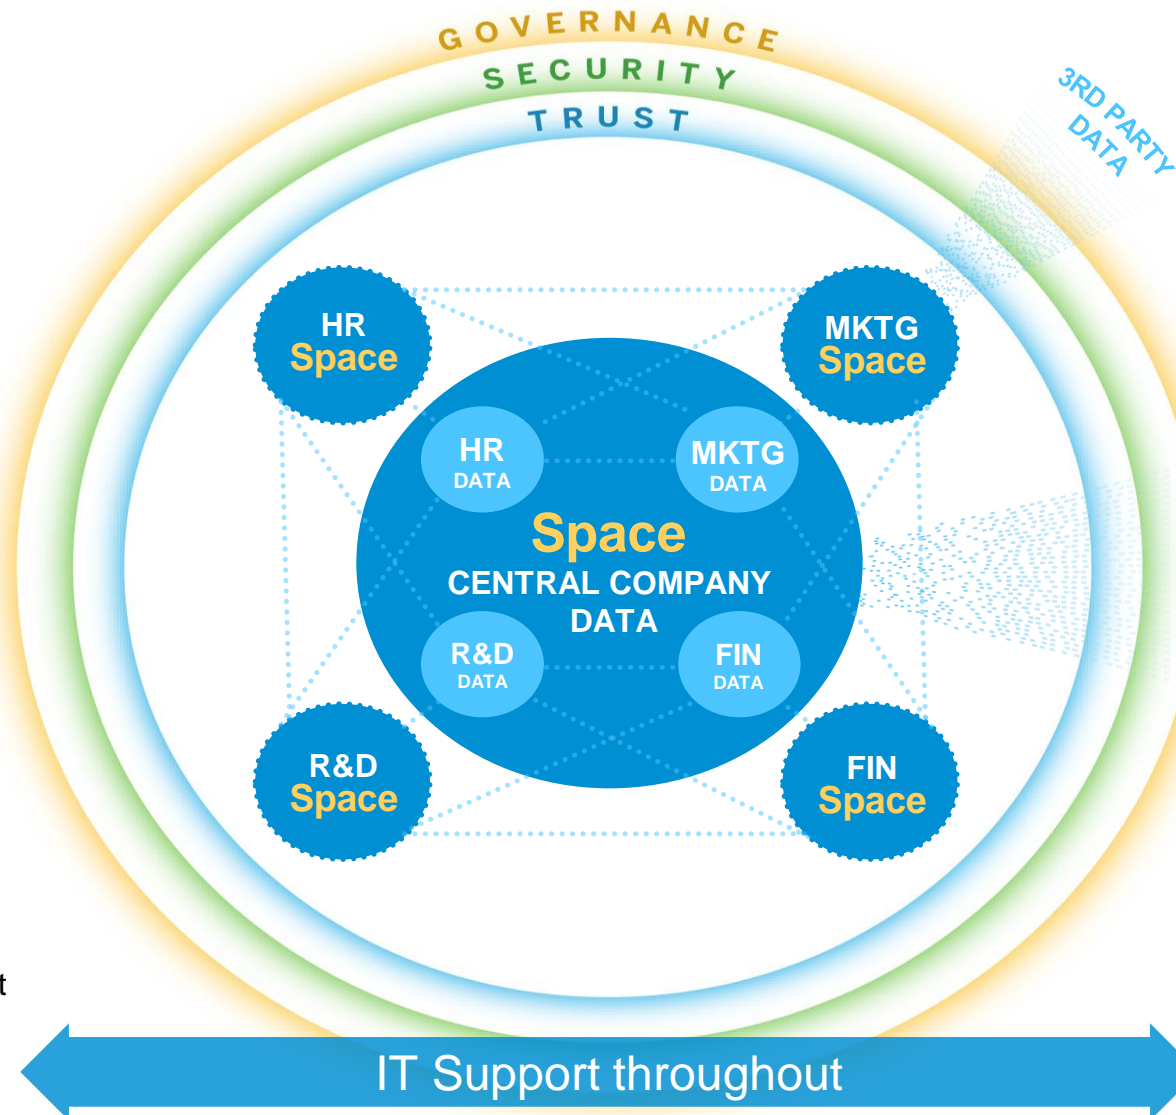 GOVERNANCE
SECURITY
TRUST
3RD PARTY
DATA
HR
Space
MKTG
Space
HR
DATA
MKTG
DATA
Space
CENTRAL COMPANY
DATA
R&D
DATA
FIN
DATA
R&D
Space
FIN
Space
t
IT Support throughout